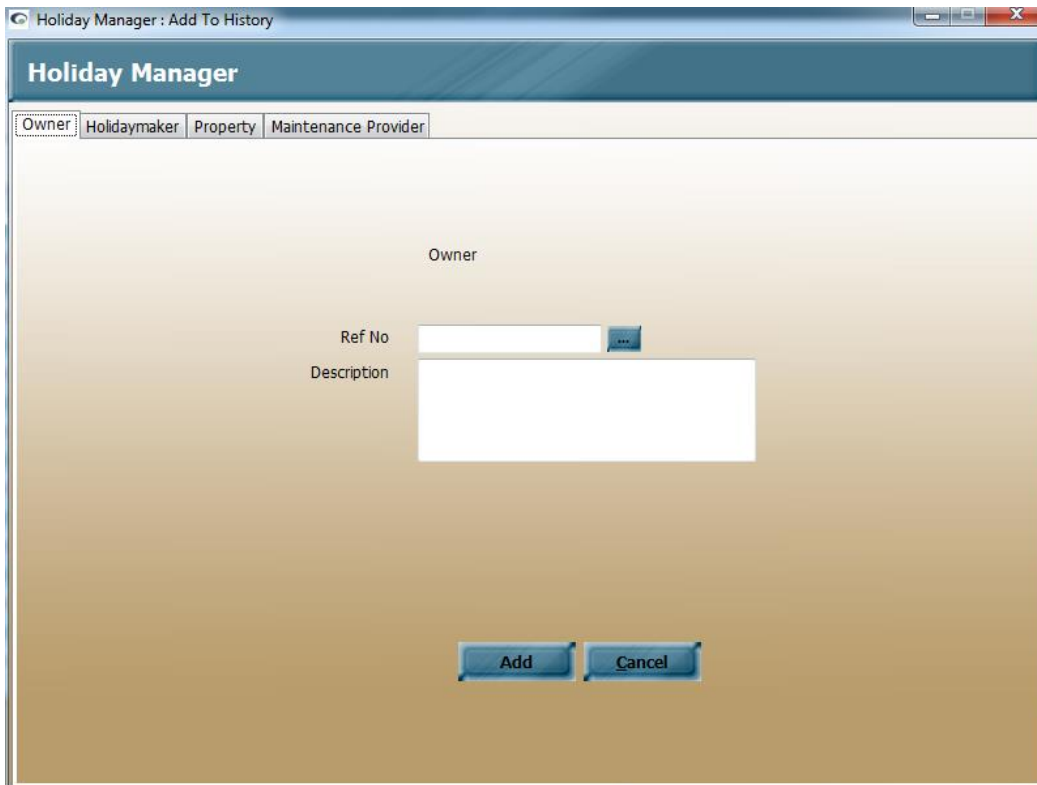 Holiday Manager : Add To History
Holiday Manager
Owner Holidaymaker Property Maintenance Provider
Owner
Ref No ...
Description
Add Cancel